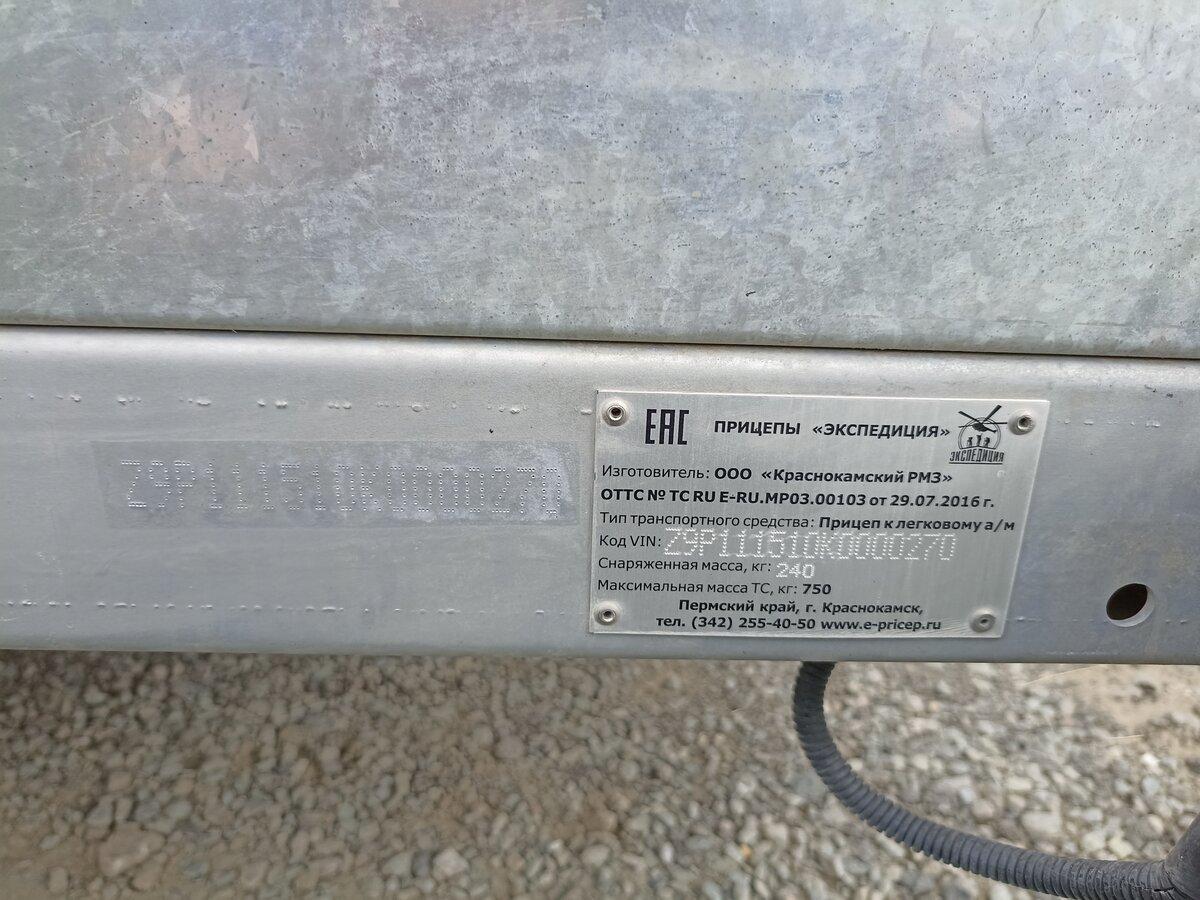 Z9P111510K0000270
EAC ПРИЦЕПЫ «ЭКСПЕДИЦИЯ»
ЭКСПЕДИЦИЯ
Изготовитель: ООО «Краснокамский РМЗ»
ОТТС № ТС RU E-RU.МР03.00103 от 29.07.2016 г.
Тип транспортного средства: Прицеп к легковому а/м
Код VIN: Z9P111510K0000270
Снаряженная масса, кг: 240
Максимальная масса ТС, кг: 750
Пермский край, г. Краснокамск,
тел. (342) 255-40-50 www.e-pricep.ru